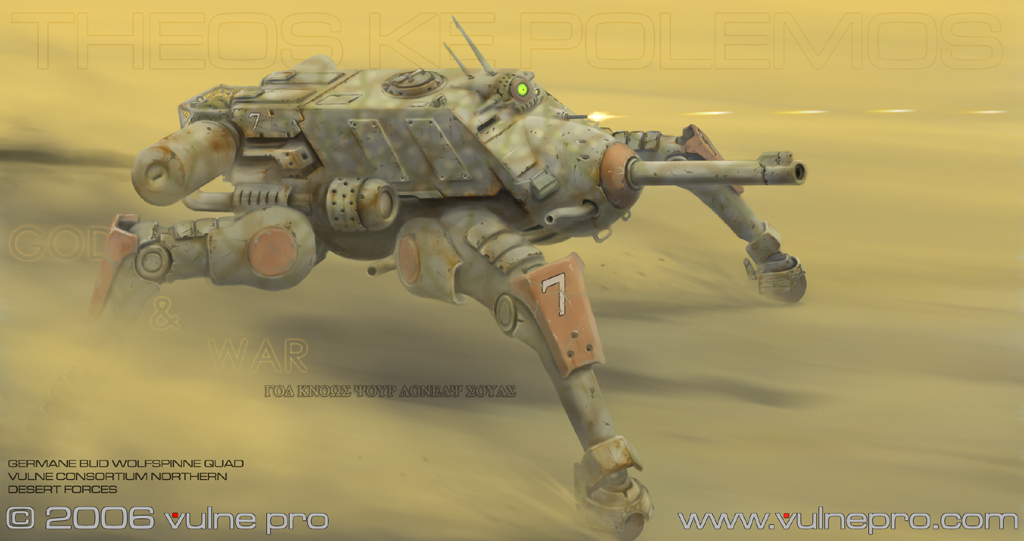 THEOS KE POLEMOS
7
7
GOD
&
WAR
ΓΟΔ ΚΝΟΩΣ ΨΟΥΡ ΛΟΝΕΛΨ ΣΟΥΛΣ
GERMANE BLID WOLFSPINNE QUAD
VULNE CONSORTIUM NORTHERN
DESERT FORCES
© 2006 vulne pro
www.vulnepro.com